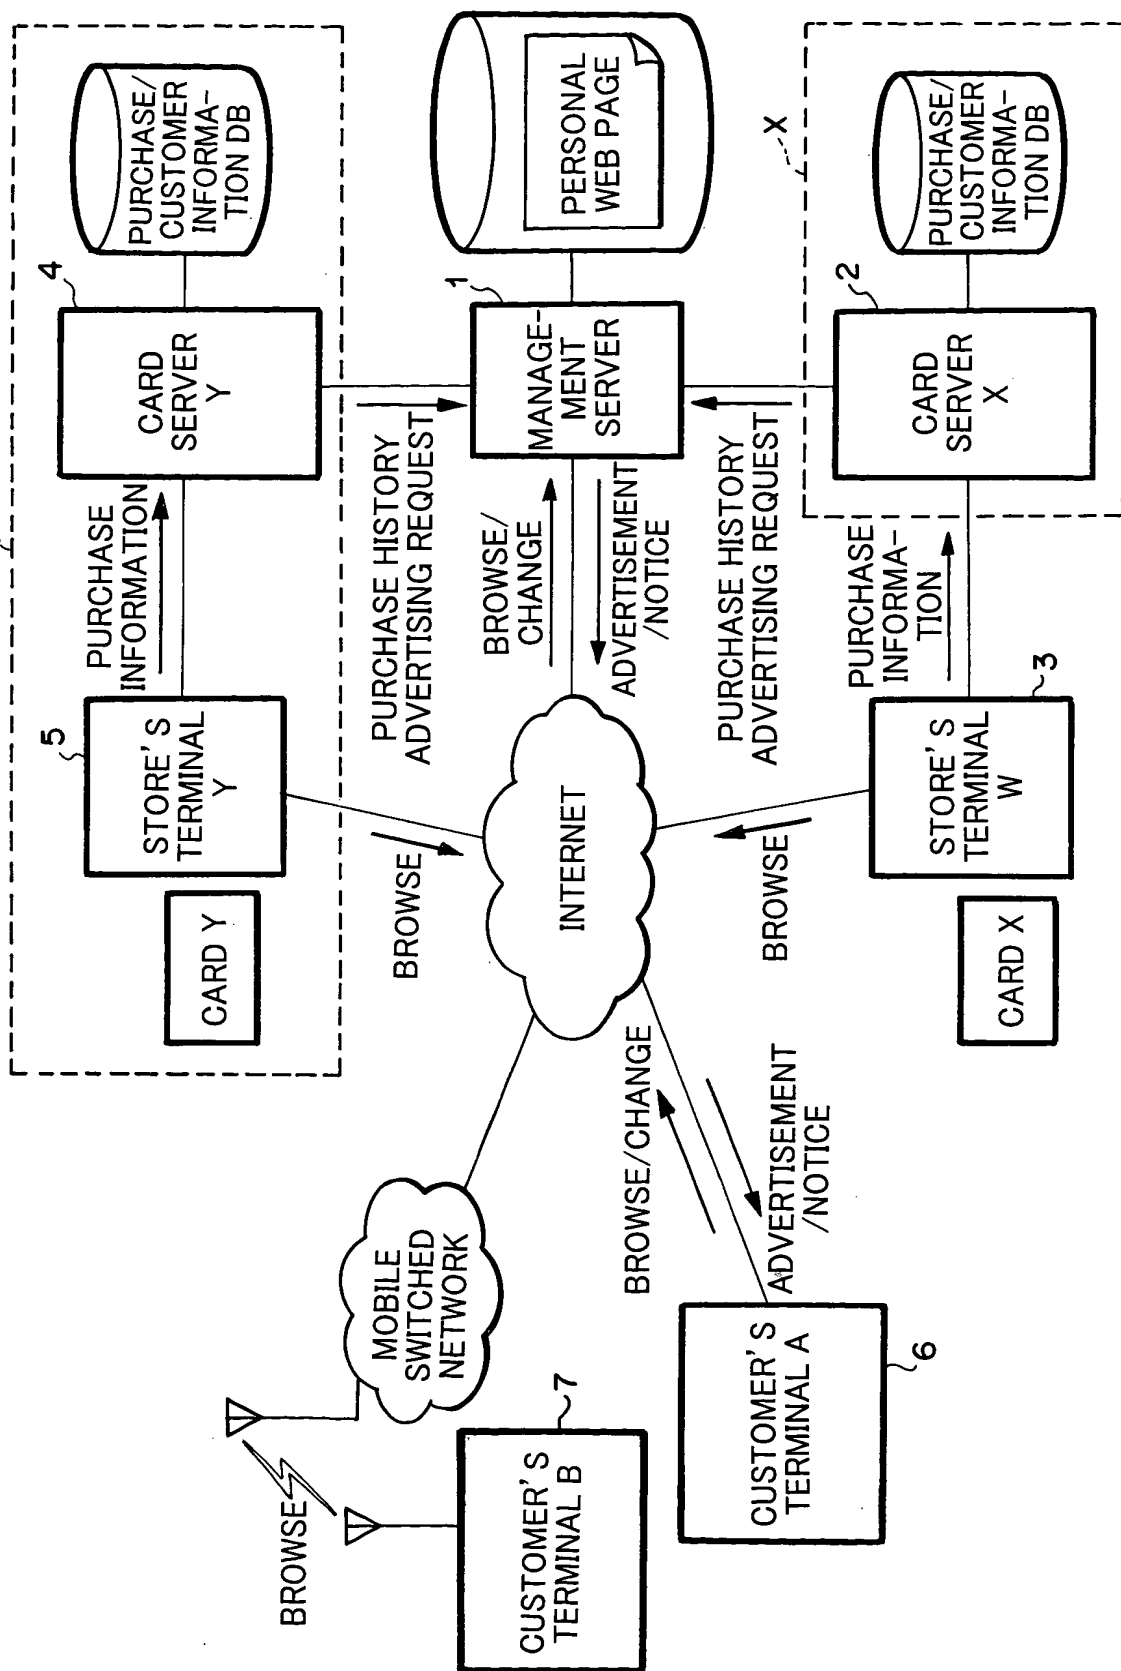 PURCHASE/
CUSTOMER
INFORMA-
TION DB
4
CARD
SERVER
Y
PURCHASE
INFORMATION
5
STORE'S
TERMINAL
Y
CARD Y
PERSONAL
WEB PAGE
1
MANAGE-
MENT
SERVER
PURCHASE HISTORY
ADVERTISING REQUEST
BROWSE/
CHANGE
ADVERTISEMENT
/NOTICE
PURCHASE HISTORY
ADVERTISING REQUEST
BROWSE
INTERNET
BROWSE
X
PURCHASE/
CUSTOMER
INFORMA-
TION DB
2
CARD
SERVER
X
PURCHASE
INFORMA-
TION
3
STORE'S
TERMINAL
W
CARD X
BROWSE/CHANGE
ADVERTISEMENT
/NOTICE
MOBILE
SWITCHED
NETWORK
BROWSE
7
CUSTOMER'S
TERMINAL B
6
CUSTOMER'S
TERMINAL A